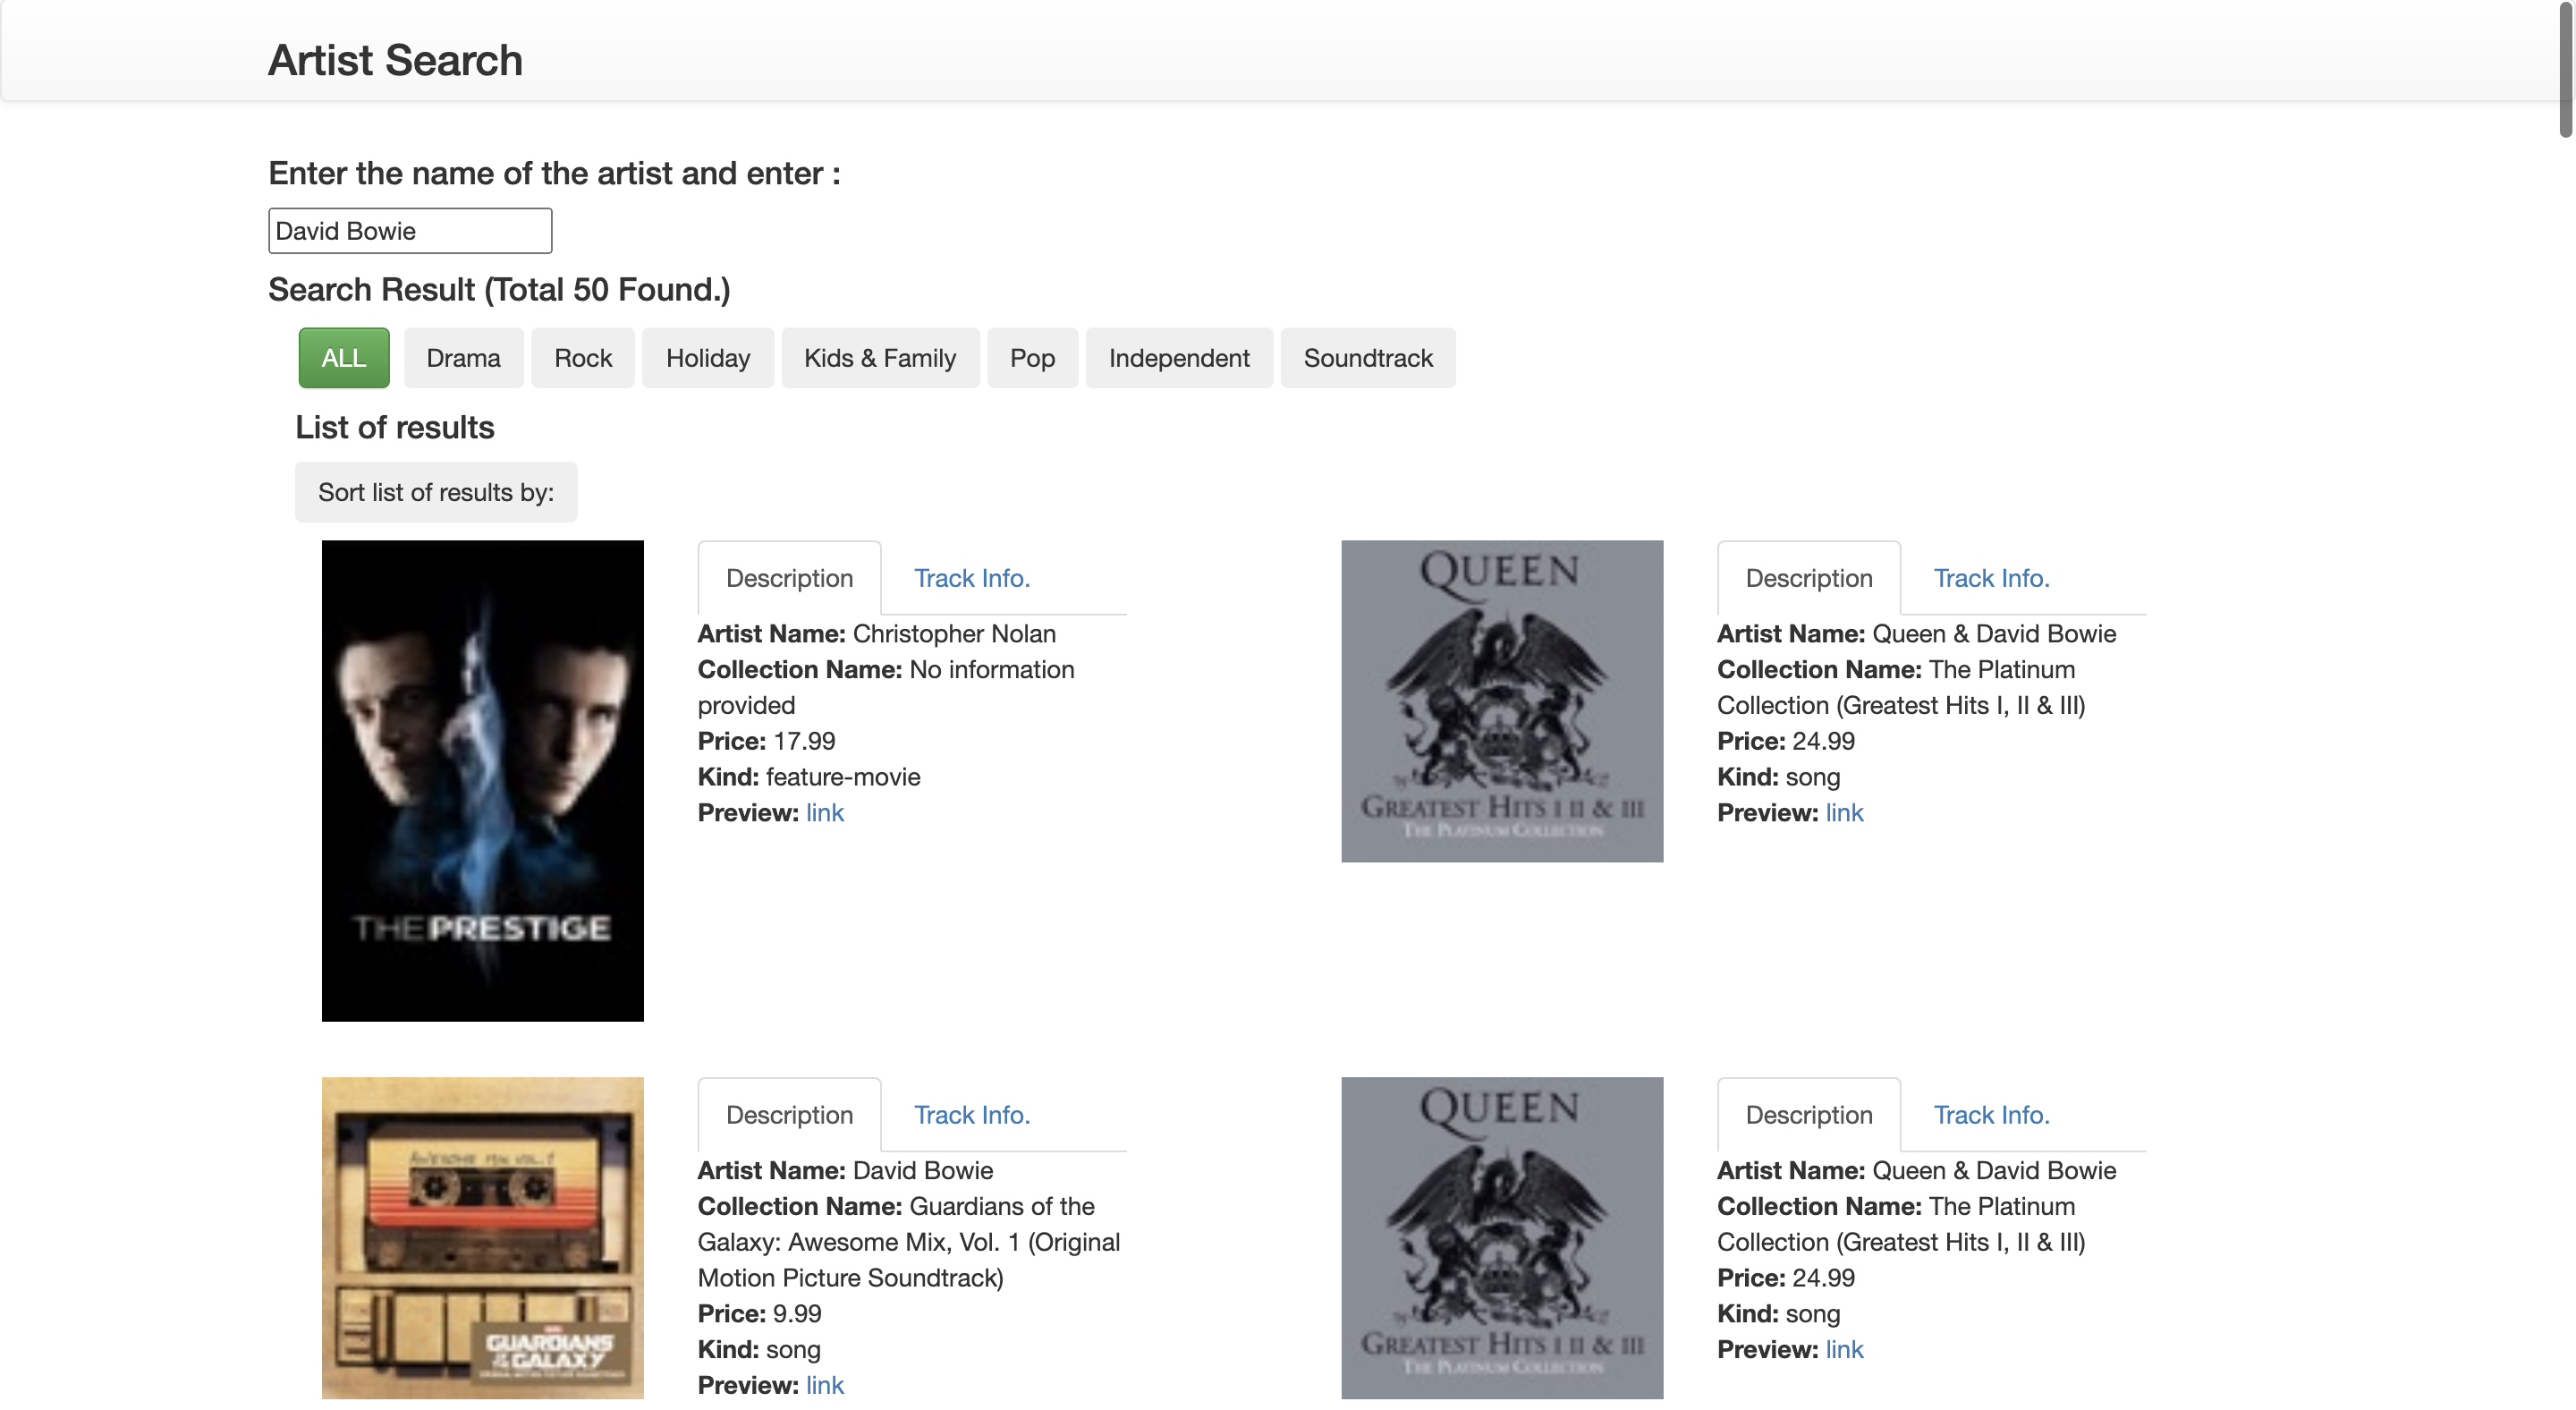 Artist Search
Enter the name of the artist and enter :
David Bowie
Search Result (Total 50 Found.)
ALL Drama Rock Holiday Kids & Family Pop Independent Soundtrack
List of results
Sort list of results by:
THE PRESTIGE
Description Track Info.
Artist Name: Christopher Nolan
Collection Name: No information
provided
Price: 17.99
Kind: feature-movie
Preview: link
QUEEN
GREATEST HITS I II & III
THE PLATINUM COLLECTION
Description Track Info.
Artist Name: Queen & David Bowie
Collection Name: The Platinum
Collection (Greatest Hits I, II & III)
Price: 24.99
Kind: song
Preview: link
AWESOME MIX VOL. 1
GUARDIANS
OF THE GALAXY
Description Track Info.
Artist Name: David Bowie
Collection Name: Guardians of the
Galaxy: Awesome Mix, Vol. 1 (Original
Motion Picture Soundtrack)
Price: 9.99
Kind: song
Preview: link
QUEEN
GREATEST HITS I II & III
THE PLATINUM COLLECTION
Description Track Info.
Artist Name: Queen & David Bowie
Collection Name: The Platinum
Collection (Greatest Hits I, II & III)
Price: 24.99
Kind: song
Preview: link